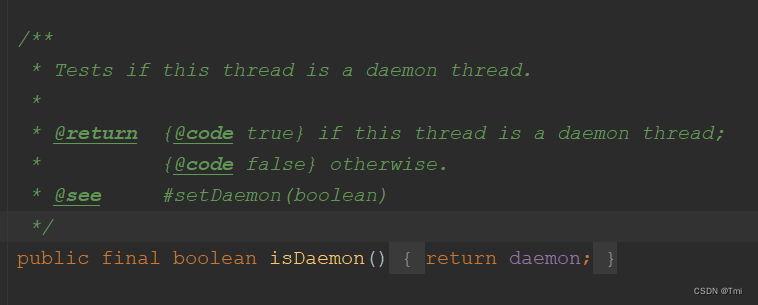 /**
 * Tests if this thread is a daemon thread.
 *
 * @return  {@code true} if this thread is a daemon thread;
 *          {@code false} otherwise.
 * @see     #setDaemon(boolean)
 */
public final boolean isDaemon() { return daemon; }
CSDN @Tmi